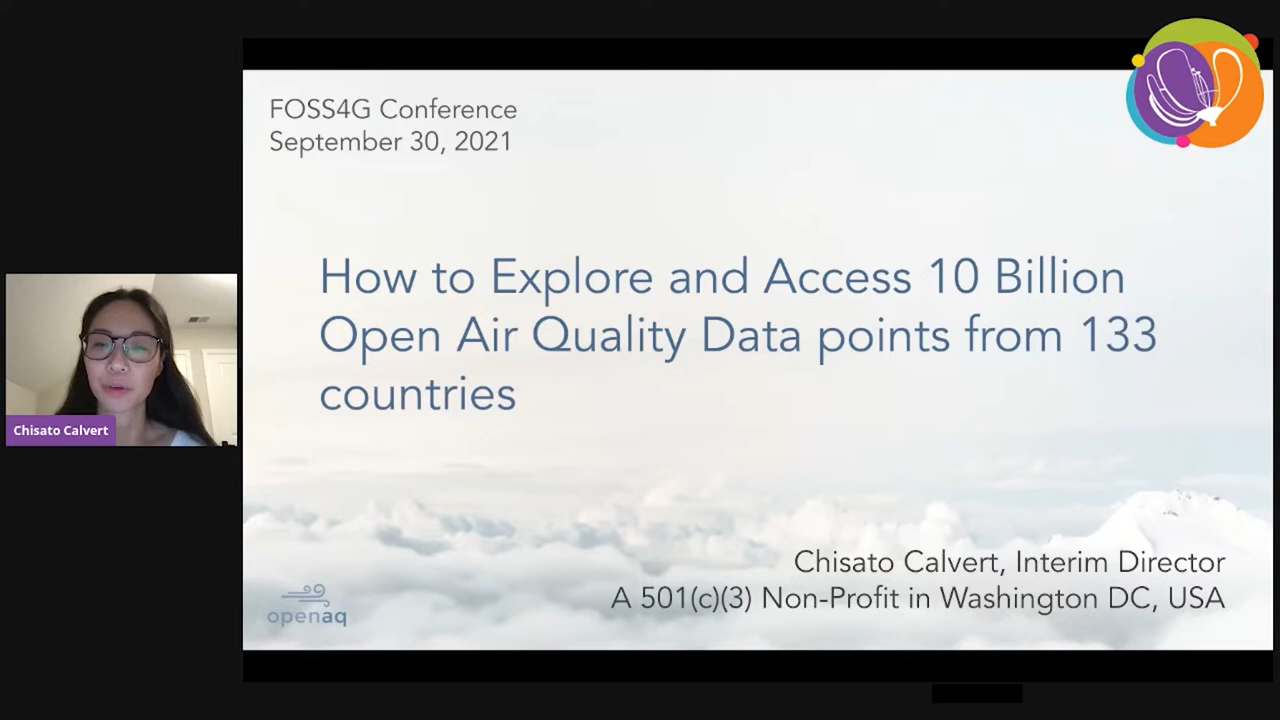 FOSS4G Conference
September 30, 2021
How to Explore and Access 10 Billion
Open Air Quality Data points from 133
countries
Chisato Calvert
Chisato Calvert, Interim Director
A 501(c)(3) Non-Profit in Washington DC, USA
openaq